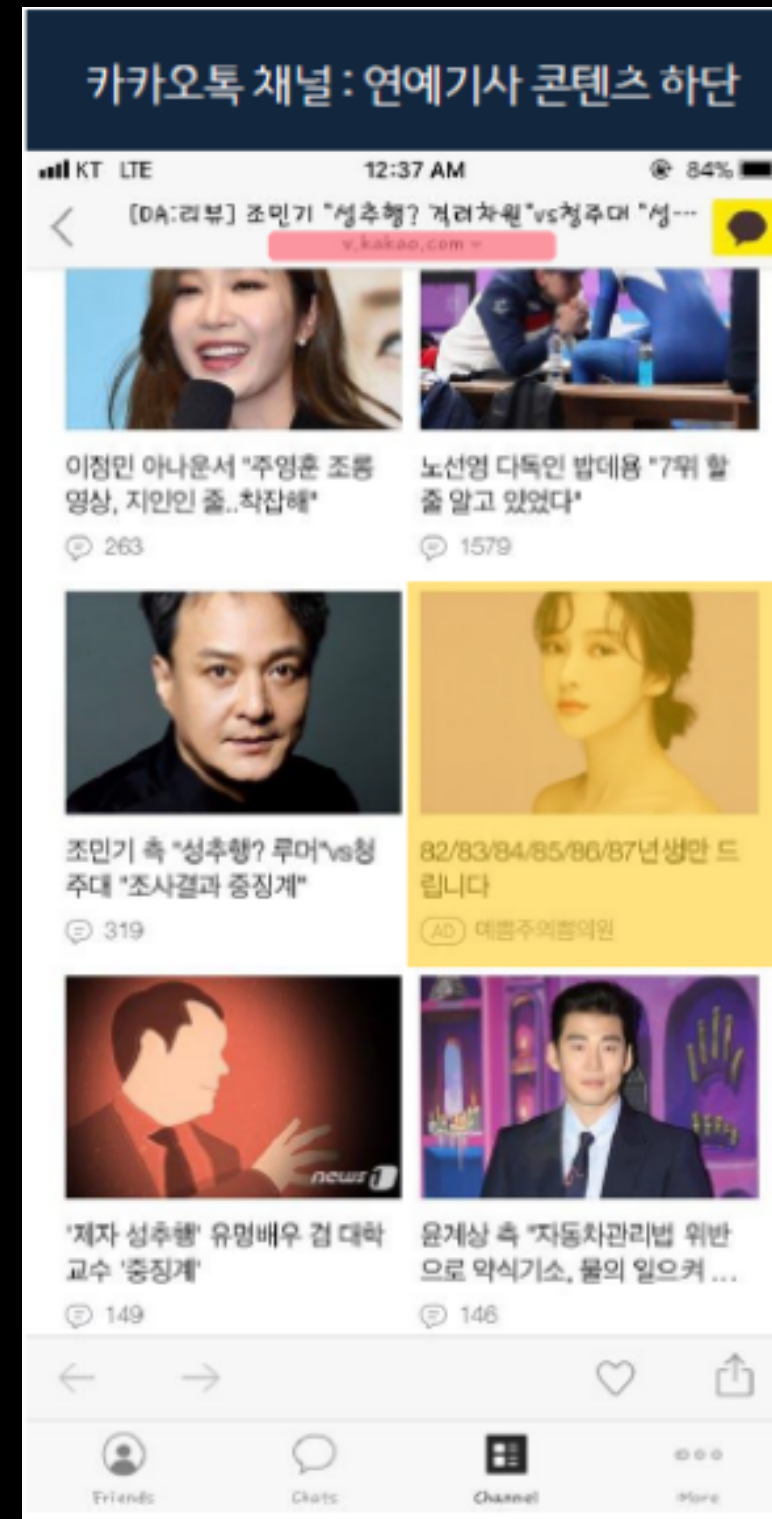 카카오톡 채널 : 연예기사 콘텐츠 하단
KT LTE
12:37 AM
84%
[DA:리뷰] 조민기 "성추행? 격려차원"vs청주대 "성…
v.kakao.com
이정민 아나운서 "주영훈 조롱
영상, 지인인 줄..착잡해"
263
노선영 다독인 밥데용 "7위 할
줄 알고 있었다"
1579
조민기 측 "성추행? 루머"vs청
주대 "조사결과 중징계"
319
82/83/84/85/86/87년생만 드
립니다
AD 예쁨주의쁨의원
news1
'제자 성추행' 유명배우 겸 대학
교수 '중징계'
149
윤계상 측 "자동차관리법 위반
으로 약식기소, 물의 일으켜 ...
146
Friends
Chats
Channel
More